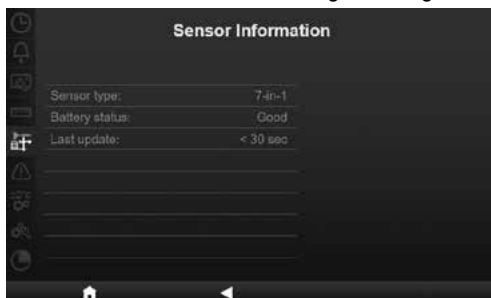 Sensor Information
Sensor type: 7-in-1
Battery status: Good
Last update: < 30 sec